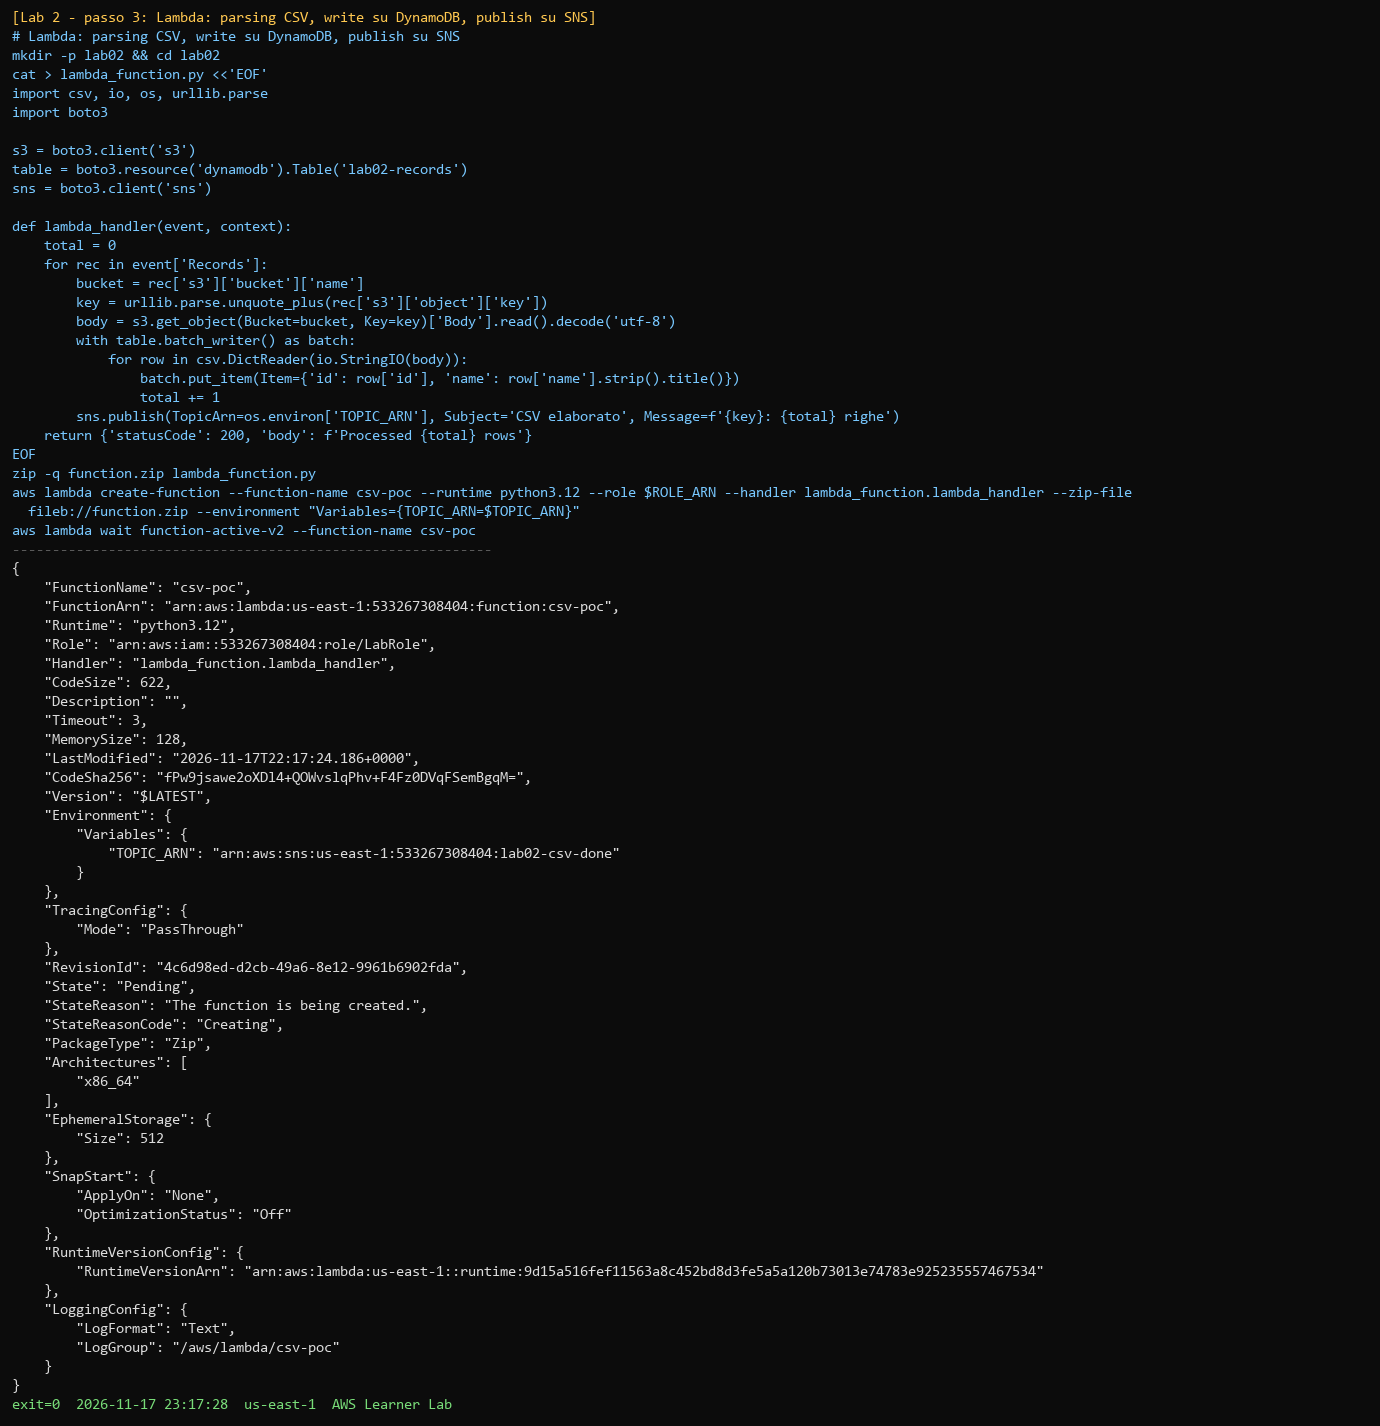 [Lab 2 - passo 3: Lambda: parsing CSV, write su DynamoDB, publish su SNS]
# Lambda: parsing CSV, write su DynamoDB, publish su SNS
mkdir -p lab02 && cd lab02
cat > lambda_function.py <<'EOF'
import csv, io, os, urllib.parse
import boto3

s3 = boto3.client('s3')
table = boto3.resource('dynamodb').Table('lab02-records')
sns = boto3.client('sns')

def lambda_handler(event, context):
    total = 0
    for rec in event['Records']:
        bucket = rec['s3']['bucket']['name']
        key = urllib.parse.unquote_plus(rec['s3']['object']['key'])
        body = s3.get_object(Bucket=bucket, Key=key)['Body'].read().decode('utf-8')
        with table.batch_writer() as batch:
            for row in csv.DictReader(io.StringIO(body)):
                batch.put_item(Item={'id': row['id'], 'name': row['name'].strip().title()})
                total += 1
        sns.publish(TopicArn=os.environ['TOPIC_ARN'], Subject='CSV elaborato', Message=f'{key}: {total} righe')
    return {'statusCode': 200, 'body': f'Processed {total} rows'}
EOF
zip -q function.zip lambda_function.py
aws lambda create-function --function-name csv-poc --runtime python3.12 --role $ROLE_ARN --handler lambda_function.lambda_handler --zip-file
  fileb://function.zip --environment "Variables={TOPIC_ARN=$TOPIC_ARN}"
aws lambda wait function-active-v2 --function-name csv-poc
------------------------------------------------------------
{
    "FunctionName": "csv-poc",
    "FunctionArn": "arn:aws:lambda:us-east-1:533267308404:function:csv-poc",
    "Runtime": "python3.12",
    "Role": "arn:aws:iam::533267308404:role/LabRole",
    "Handler": "lambda_function.lambda_handler",
    "CodeSize": 622,
    "Description": "",
    "Timeout": 3,
    "MemorySize": 128,
    "LastModified": "2026-11-17T22:17:24.186+0000",
    "CodeSha256": "fPw9jsawe2oXDl4+QOWvslqPhv+F4Fz0DVqFSemBgqM=",
    "Version": "$LATEST",
    "Environment": {
        "Variables": {
            "TOPIC_ARN": "arn:aws:sns:us-east-1:533267308404:lab02-csv-done"
        }
    },
    "TracingConfig": {
        "Mode": "PassThrough"
    },
    "RevisionId": "4c6d98ed-d2cb-49a6-8e12-9961b6902fda",
    "State": "Pending",
    "StateReason": "The function is being created.",
    "StateReasonCode": "Creating",
    "PackageType": "Zip",
    "Architectures": [
        "x86_64"
    ],
    "EphemeralStorage": {
        "Size": 512
    },
    "SnapStart": {
        "ApplyOn": "None",
        "OptimizationStatus": "Off"
    },
    "RuntimeVersionConfig": {
        "RuntimeVersionArn": "arn:aws:lambda:us-east-1::runtime:9d15a516fef11563a8c452bd8d3fe5a5a120b73013e74783e925235557467534"
    },
    "LoggingConfig": {
        "LogFormat": "Text",
        "LogGroup": "/aws/lambda/csv-poc"
    }
}
exit=0  2026-11-17 23:17:28  us-east-1  AWS Learner Lab